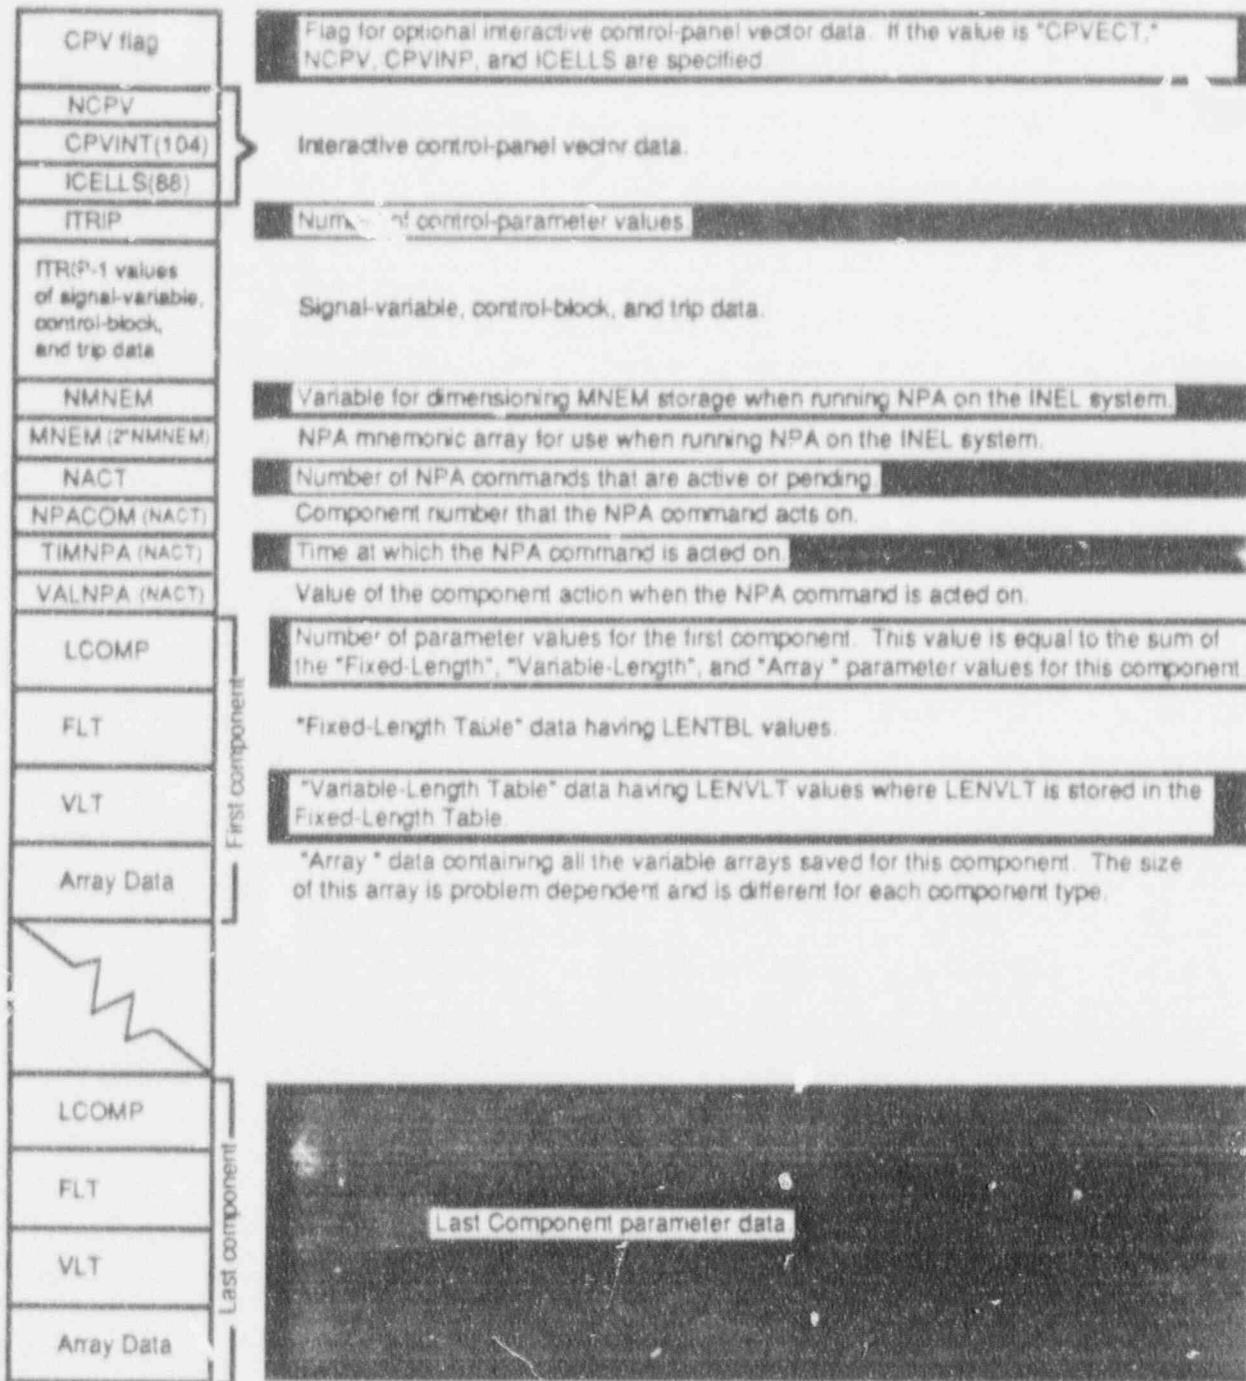 CPV flag
Flag for optional interactive control-panel vector data. If the value is "CPVECT,"
NCPV, CPVINP, and ICELLS are specified
NCPV
CPVINT(104)
ICELLS(88)
Interactive control-panel vector data.
ITRIP
control-parameter values
ITRIP-1 values
of signal-variable,
control-block,
and trip data
Signal-variable, control-block, and trip data.
NMNEM
Variable for dimensioning MNEM storage when running NPA on the INEL system.
MNEM (2*NMNEM)
NPA mnemonic array for use when running NPA on the INEL system.
NACT
Number of NPA commands that are active or pending
NPACOM (NACT)
Component number that the NPA command acts on.
TIMNPA (NACT)
Time at which the NPA command is acted on.
VALNPA (NACT)
Value of the component action when the NPA command is acted on.
First component
LCOMP
Number of parameter values for the first component. This value is equal to the sum of
the "Fixed-Length", "Variable-Length", and "Array " parameter values for this component.
FLT
"Fixed-Length Table" data having LENTBL values.
VLT
"Variable-Length Table" data having LENVLT values where LENVLT is stored in the
Fixed-Length Table.
Array Data
"Array " data containing all the variable arrays saved for this component. The size
of this array is problem dependent and is different for each component type.
Last component
LCOMP
FLT
VLT
Array Data
Last Component parameter data